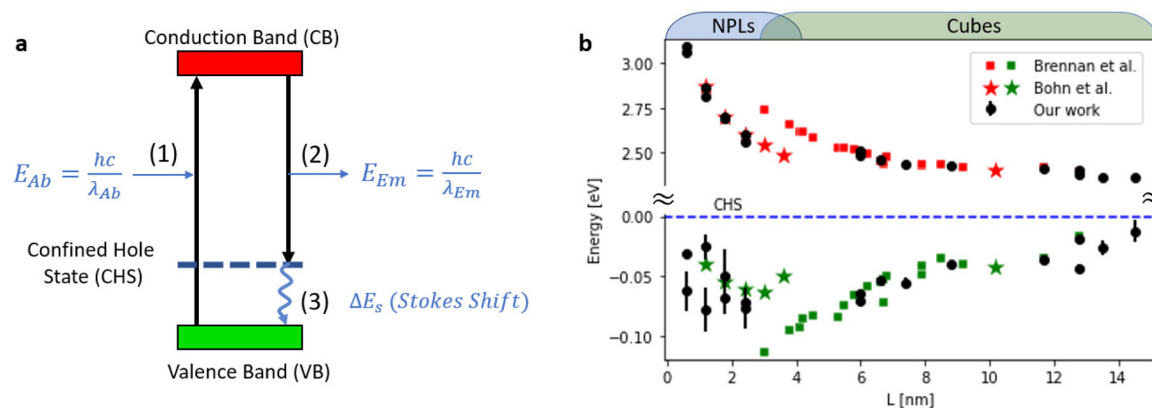 a
Conduction Band (CB)
(1)
(2)
E_Ab = hc/λ_Ab
E_Em = hc/λ_Em
Confined Hole
State (CHS)
(3)
ΔE_s (Stokes Shift)
Valence Band (VB)
b
NPLs
Cubes
3.00
2.75
2.50
0.00
−0.05
−0.10
Energy [eV]
Brennan et al.
Bohn et al.
Our work
CHS
0 2 4 6 8 10 12 14
L [nm]